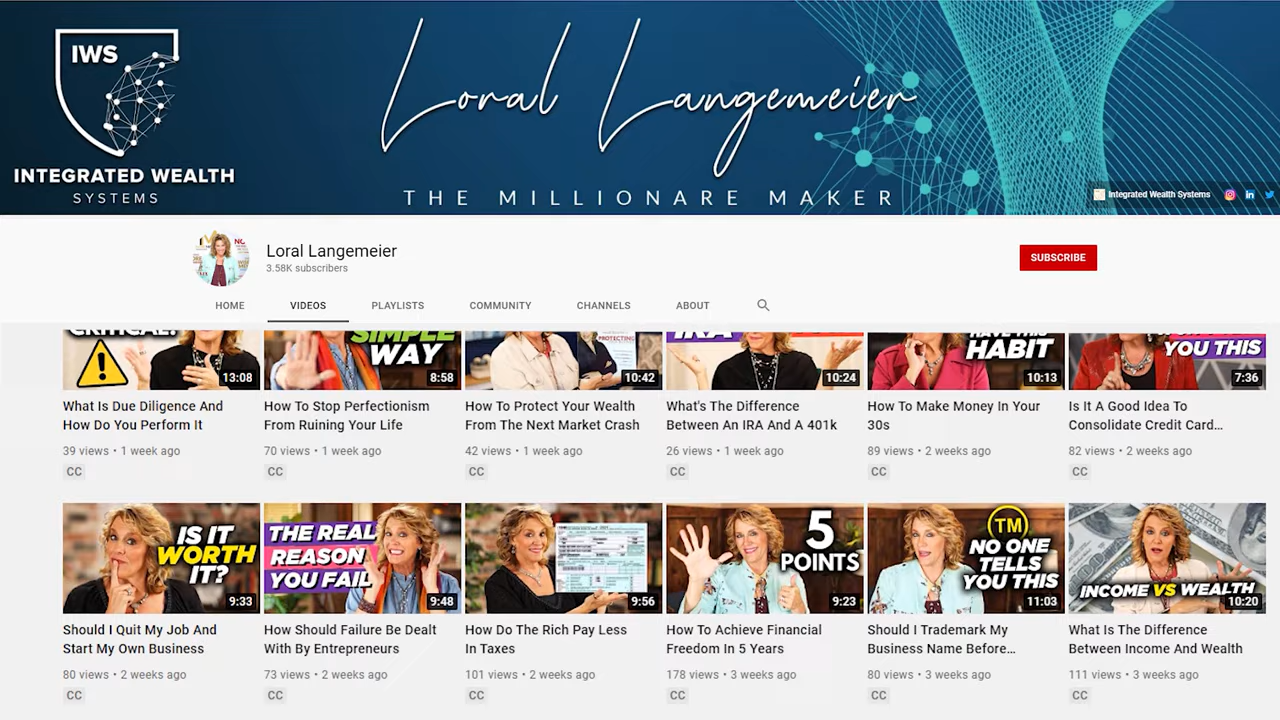 IWS
INTEGRATED WEALTH
SYSTEMS
Loral Langemeier
THE MILLIONARE MAKER
Integrated Wealth Systems
Loral Langemeier
3.58K subscribers
SUBSCRIBE
HOME
VIDEOS
PLAYLISTS
COMMUNITY
CHANNELS
ABOUT
CRITICAL!
13:08
SIMPLE
WAY
8:58
PROTECTING
10:42
IRA
10:24
HAVE THIS
HABIT
10:13
YOU THIS
7:36
What Is Due Diligence And
How Do You Perform It
39 views • 1 week ago
CC
How To Stop Perfectionism
From Ruining Your Life
70 views • 1 week ago
CC
How To Protect Your Wealth
From The Next Market Crash
42 views • 1 week ago
CC
What's The Difference
Between An IRA And A 401k
26 views • 1 week ago
CC
How To Make Money In Your
30s
89 views • 2 weeks ago
CC
Is It A Good Idea To
Consolidate Credit Card…
82 views • 2 weeks ago
CC
IS IT
WORTH
IT?
9:33
THE REAL
REASON
YOU FAIL
9:48
9:56
5
POINTS
9:23
TM
NO ONE
TELLS
YOU THIS
11:03
INCOME VS WEALTH
10:20
Should I Quit My Job And
Start My Own Business
80 views • 2 weeks ago
CC
How Should Failure Be Dealt
With By Entrepreneurs
73 views • 2 weeks ago
CC
How Do The Rich Pay Less
In Taxes
101 views • 2 weeks ago
CC
How To Achieve Financial
Freedom In 5 Years
178 views • 3 weeks ago
CC
Should I Trademark My
Business Name Before…
80 views • 3 weeks ago
CC
What Is The Difference
Between Income And Wealth
111 views • 3 weeks ago
CC